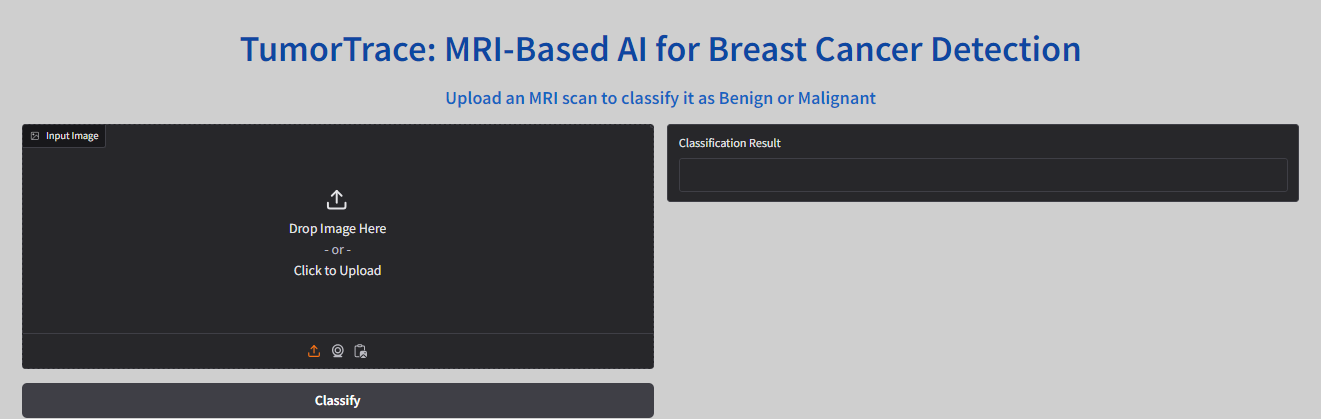 TumorTrace: MRI-Based AI for Breast Cancer Detection
Upload an MRI scan to classify it as Benign or Malignant
Input Image
Drop Image Here
- or -
Click to Upload
Classify
Classification Result